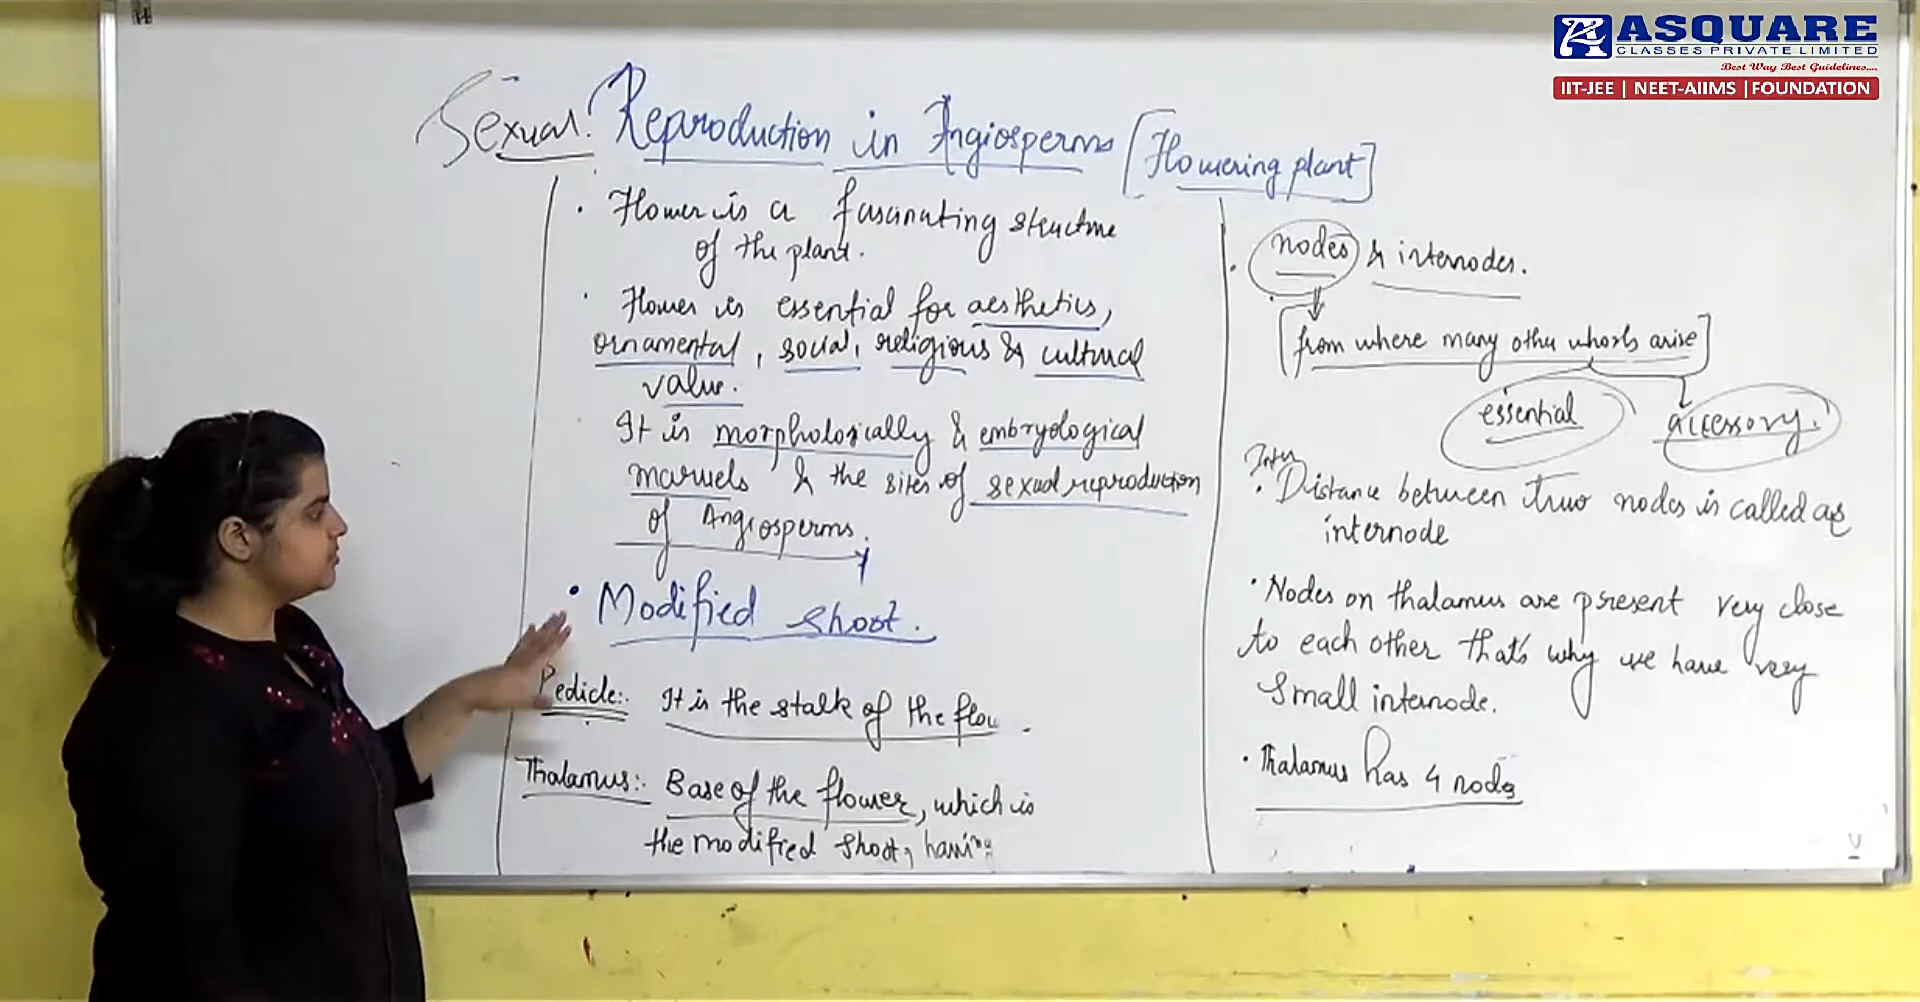 ASQUARE
CLASSES PRIVATE LIMITED
Best Way Best Guidelines....
IIT-JEE | NEET-AIIMS | FOUNDATION
Sexual. Reproduction in Angiosperms [Flowering plant]
• Flower is a fascinating structure
of the plant.
• Flower is essential for aesthetics,
ornamental, social, religious & cultural
value.
It is morphologically & embryological
marvels & the sites of sexual reproduction
of Angiosperms.
• Modified shoot.
Pedicle:- It is the stalk of the flow
Thalamus:- Base of the flower, which is
the modified shoot, having
• nodes & internodes.
[from where many other whorls arise]
essential accessory.
• Distance between two nodes is called as
internode
• Nodes on thalamus are present very close
to each other that's why we have very
small internode.
• Thalamus has 4 nodes